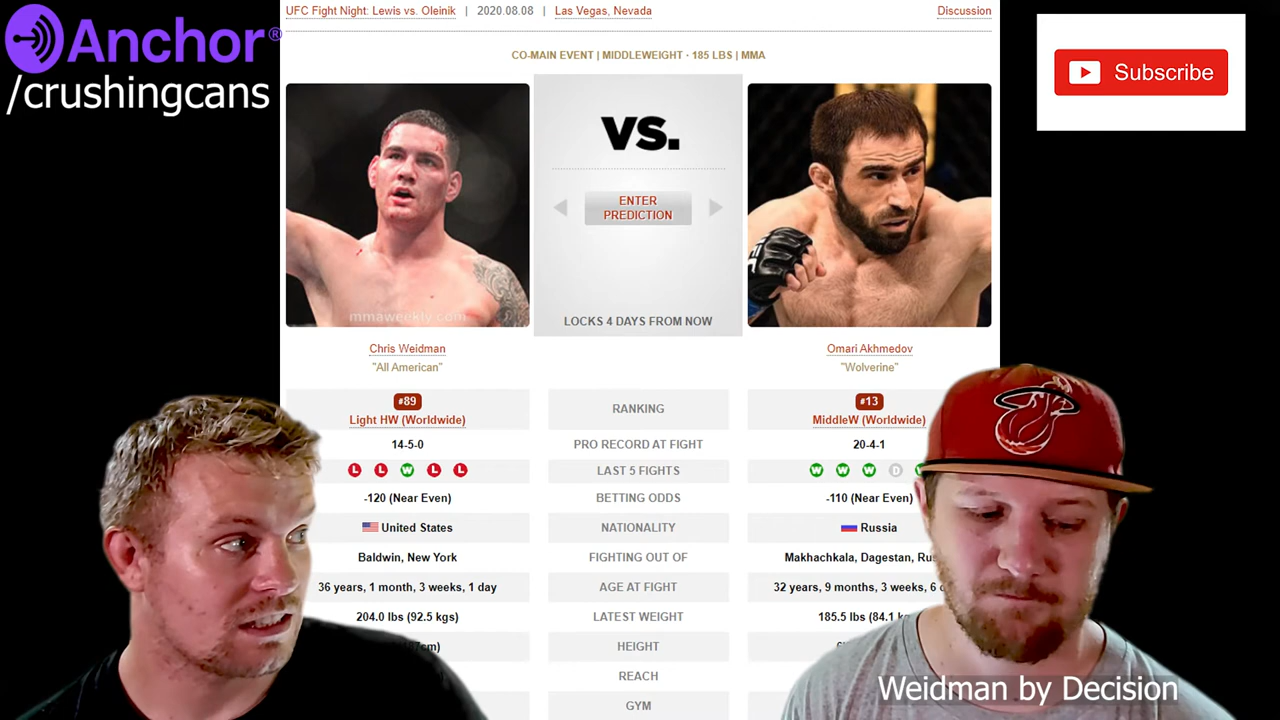 Anchor®
/crushingcans
UFC Fight Night: Lewis vs. Oleinik | 2020.08.08 | Las Vegas, Nevada
Discussion
Subscribe
CO-MAIN EVENT | MIDDLEWEIGHT · 185 LBS | MMA
VS.
ENTER
PREDICTION
LOCKS 4 DAYS FROM NOW
mmaweekly.com
Chris Weidman
Omari Akhmedov
"All American"
"Wolverine"
#89
RANKING
#13
Light HW (Worldwide)
MiddleW (Worldwide)
14-5-0 PRO RECORD AT FIGHT 20-4-1
L L W L L LAST 5 FIGHTS W W W D
-120 (Near Even) BETTING ODDS -110 (Near Even)
United States NATIONALITY Russia
Baldwin, New York FIGHTING OUT OF Makhachkala, Dagestan,
36 years, 1 month, 3 weeks, 1 day AGE AT FIGHT 32 years, 9 months, 3 weeks,
204.0 lbs (92.5 kgs) LATEST WEIGHT 185.5 lbs (84.1
HEIGHT
REACH
GYM
Weidman by Decision